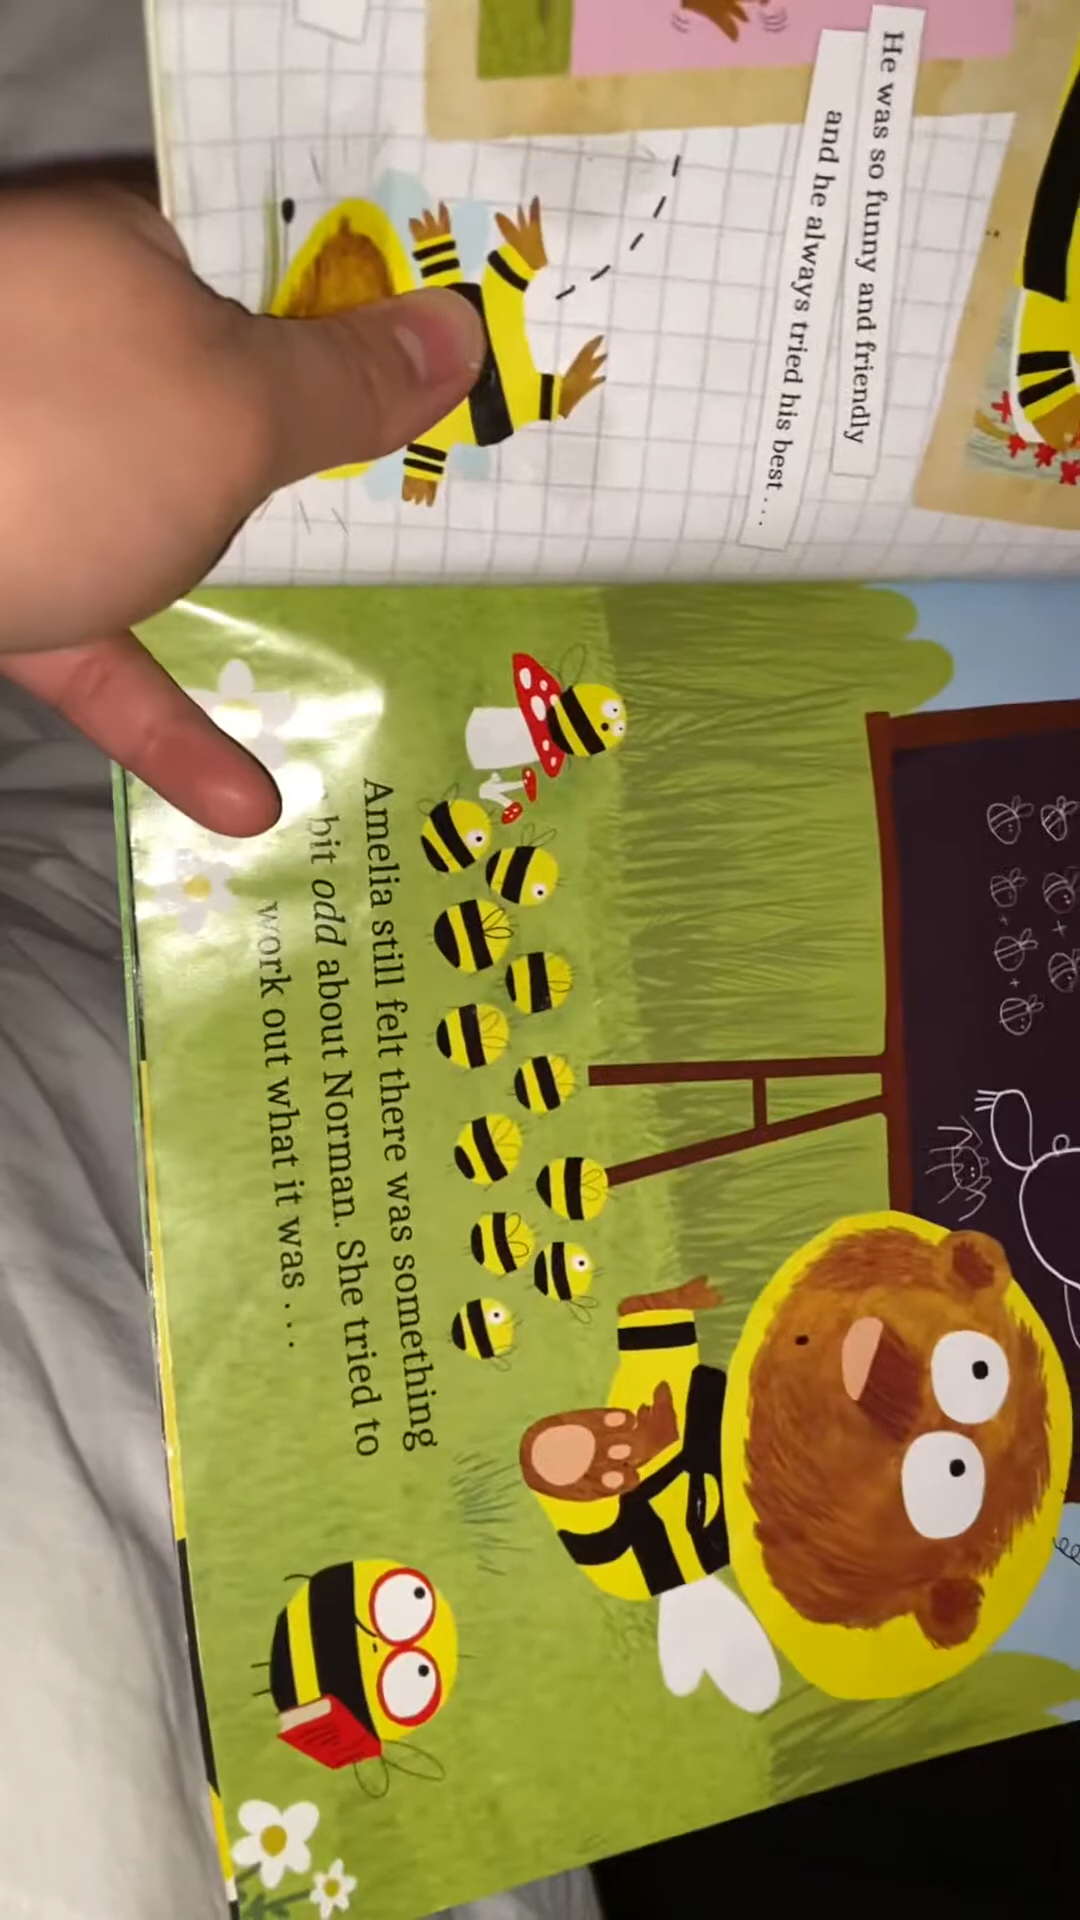 He was so funny and friendly
and he always tried his best....
Amelia still felt there was something
bit odd about Norman. She tried to
work out what it was...